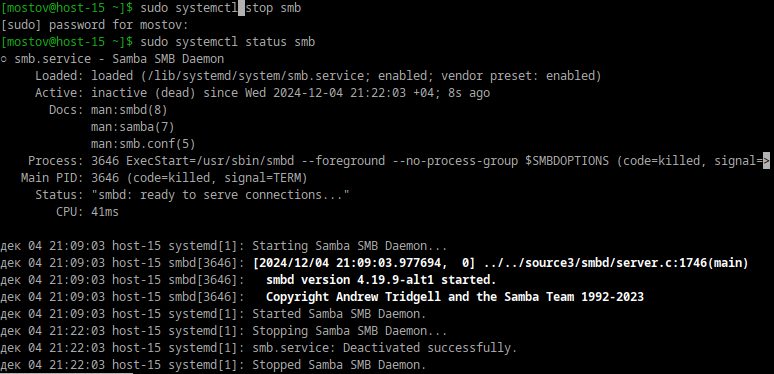 [mostov@host-15 ~]$ sudo systemctl stop smb
[sudo] password for mostov:
[mostov@host-15 ~]$ sudo systemctl status smb
○ smb.service - Samba SMB Daemon
     Loaded: loaded (/lib/systemd/system/smb.service; enabled; vendor preset: enabled)
     Active: inactive (dead) since Wed 2024-12-04 21:22:03 +04; 8s ago
       Docs: man:smbd(8)
             man:samba(7)
             man:smb.conf(5)
    Process: 3646 ExecStart=/usr/sbin/smbd --foreground --no-process-group $SMBDOPTIONS (code=killed, signal=>
   Main PID: 3646 (code=killed, signal=TERM)
     Status: "smbd: ready to serve connections..."
        CPU: 41ms
дек 04 21:09:03 host-15 systemd[1]: Starting Samba SMB Daemon...
дек 04 21:09:03 host-15 smbd[3646]: [2024/12/04 21:09:03.977694,  0] ../../source3/smbd/server.c:1746(main)
дек 04 21:09:03 host-15 smbd[3646]:   smbd version 4.19.9-alt1 started.
дек 04 21:09:03 host-15 smbd[3646]:   Copyright Andrew Tridgell and the Samba Team 1992-2023
дек 04 21:09:03 host-15 systemd[1]: Started Samba SMB Daemon.
дек 04 21:22:03 host-15 systemd[1]: Stopping Samba SMB Daemon...
дек 04 21:22:03 host-15 systemd[1]: smb.service: Deactivated successfully.
дек 04 21:22:03 host-15 systemd[1]: Stopped Samba SMB Daemon.